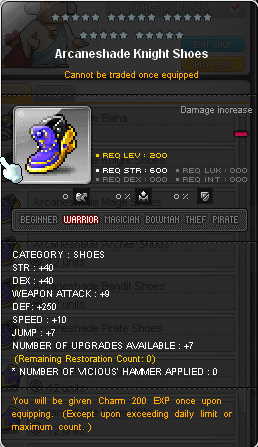 Arcaneshade Knight Shoes
Cannot be traded once equipped
Damage increase
REQ LEV : 200
REQ STR : 600 REQ LUK : 000
REQ DEX : 000 REQ INT : 000
0 0 % 0 %
BEGINNER WARRIOR MAGICIAN BOWMAN THIEF PIRATE
CATEGORY : SHOES
STR : +40
DEX : +40
WEAPON ATTACK : +9
DEF: +250
SPEED : +10
JUMP : +7
NUMBER OF UPGRADES AVAILABLE : +7
(Remaining Restoration Count: 0)
* NUMBER OF VICIOUS' HAMMER APPLIED : 0
You will be given Charm 200 EXP once upon
equipping. (Except upon exceeding daily limit or
maximum count. )